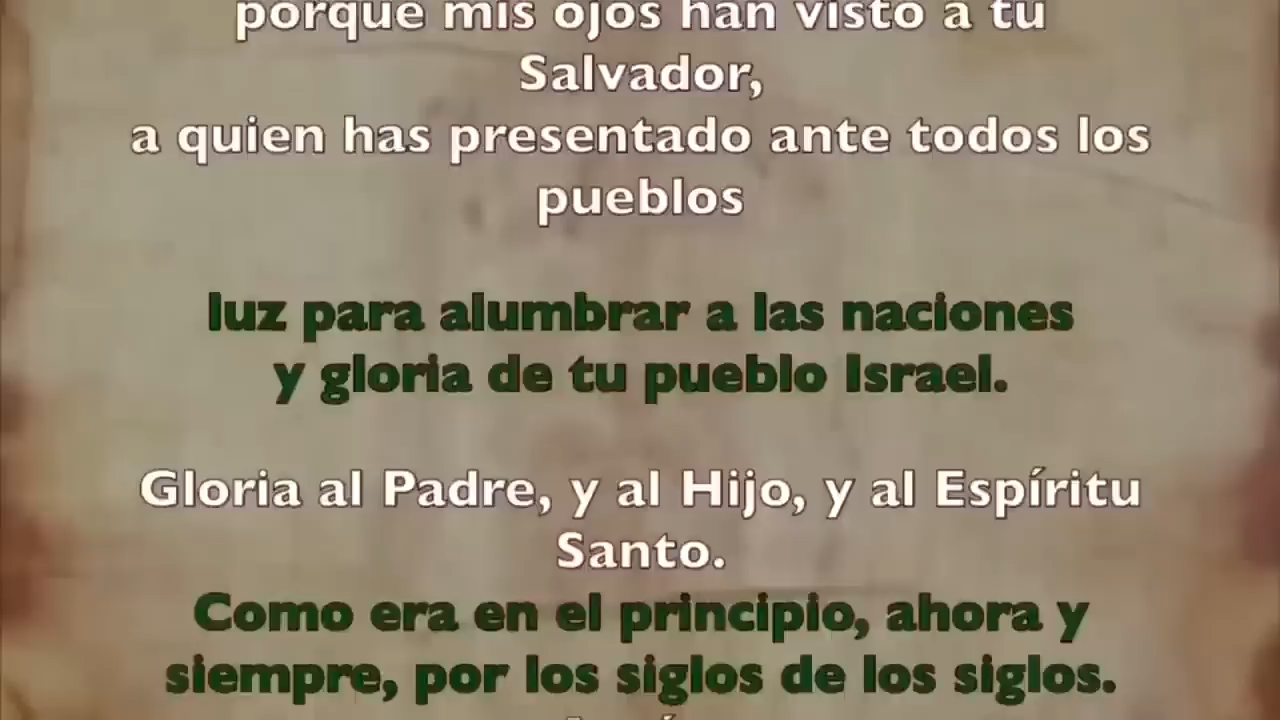 porque mis ojos han visto a tu
Salvador,
a quien has presentado ante todos los
pueblos
luz para alumbrar a las naciones
y gloria de tu pueblo Israel.
Gloria al Padre, y al Hijo, y al Espíritu
Santo.
Como era en el principio, ahora y
siempre, por los siglos de los siglos.